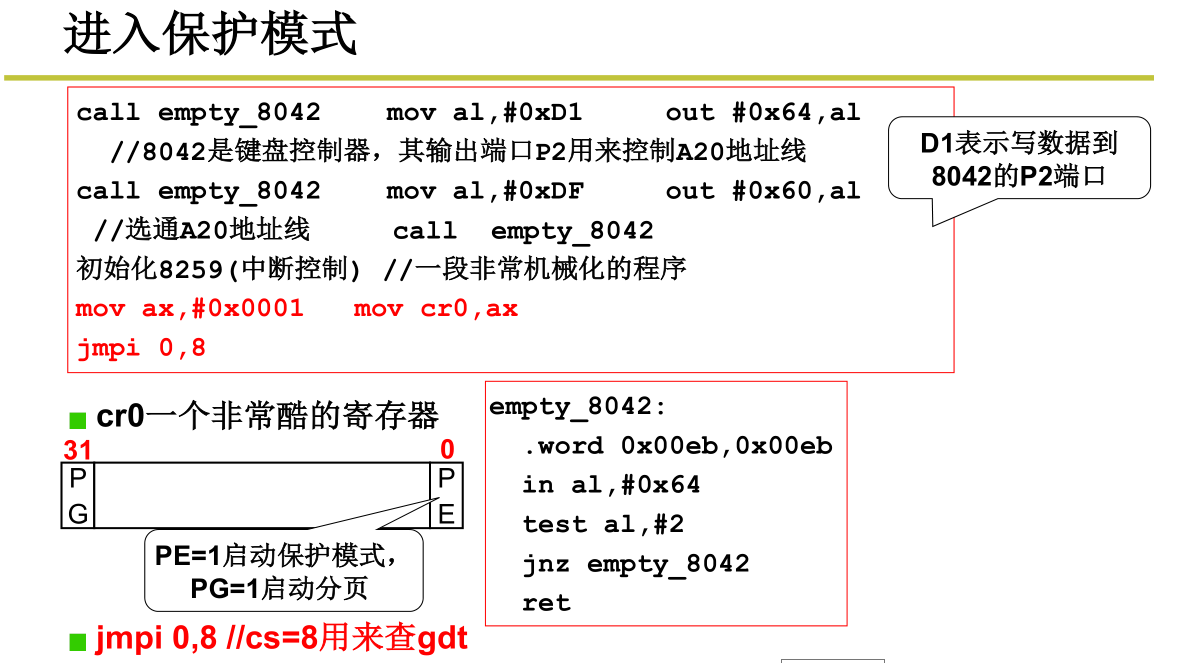 进入保护模式
call empty_8042 mov al,#0xD1 out #0x64,al
//8042是键盘控制器，其输出端口P2用来控制A20地址线
call empty_8042 mov al,#0xDF out #0x60,al
//选通A20地址线 call empty_8042
初始化8259(中断控制) //一段非常机械化的程序
mov ax,#0x0001 mov cr0,ax
jmpi 0,8
D1表示写数据到
8042的P2端口
cr0一个非常酷的寄存器
31 0
P P
G E
PE=1启动保护模式，
PG=1启动分页
jmpi 0,8 //cs=8用来查gdt
empty_8042:
.word 0x00eb,0x00eb
in al,#0x64
test al,#2
jnz empty_8042
ret